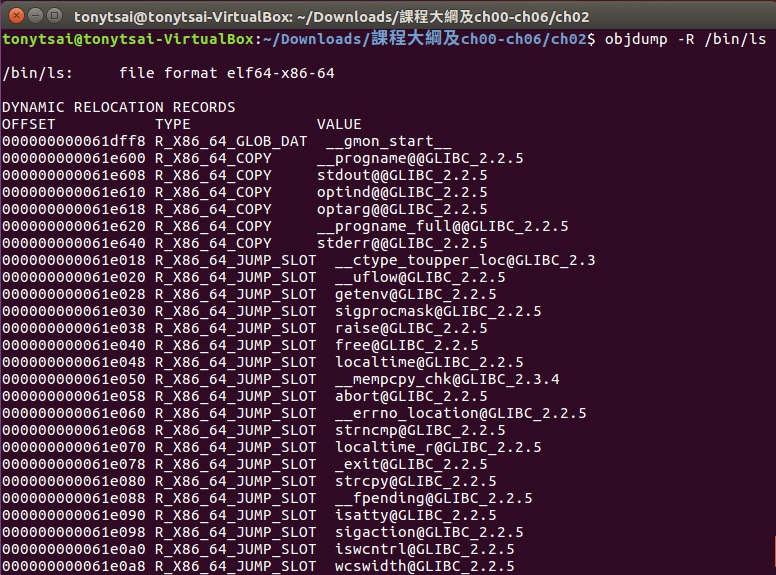 tonytsai@tonytsai-VirtualBox: ~/Downloads/課程大綱及ch00-ch06/ch02
tonytsai@tonytsai-VirtualBox:~/Downloads/課程大綱及ch00-ch06/ch02$ objdump -R /bin/ls
/bin/ls:     file format elf64-x86-64
DYNAMIC RELOCATION RECORDS
OFFSET           TYPE              VALUE
000000000061dff8 R_X86_64_GLOB_DAT  __gmon_start__
000000000061e600 R_X86_64_COPY     __progname@@GLIBC_2.2.5
000000000061e608 R_X86_64_COPY     stdout@@GLIBC_2.2.5
000000000061e610 R_X86_64_COPY     optind@@GLIBC_2.2.5
000000000061e618 R_X86_64_COPY     optarg@@GLIBC_2.2.5
000000000061e620 R_X86_64_COPY     __progname_full@@GLIBC_2.2.5
000000000061e640 R_X86_64_COPY     stderr@@GLIBC_2.2.5
000000000061e018 R_X86_64_JUMP_SLOT  __ctype_toupper_loc@GLIBC_2.3
000000000061e020 R_X86_64_JUMP_SLOT  __uflow@GLIBC_2.2.5
000000000061e028 R_X86_64_JUMP_SLOT  getenv@GLIBC_2.2.5
000000000061e030 R_X86_64_JUMP_SLOT  sigprocmask@GLIBC_2.2.5
000000000061e038 R_X86_64_JUMP_SLOT  raise@GLIBC_2.2.5
000000000061e040 R_X86_64_JUMP_SLOT  free@GLIBC_2.2.5
000000000061e048 R_X86_64_JUMP_SLOT  localtime@GLIBC_2.2.5
000000000061e050 R_X86_64_JUMP_SLOT  __mempcpy_chk@GLIBC_2.3.4
000000000061e058 R_X86_64_JUMP_SLOT  abort@GLIBC_2.2.5
000000000061e060 R_X86_64_JUMP_SLOT  __errno_location@GLIBC_2.2.5
000000000061e068 R_X86_64_JUMP_SLOT  strncmp@GLIBC_2.2.5
000000000061e070 R_X86_64_JUMP_SLOT  localtime_r@GLIBC_2.2.5
000000000061e078 R_X86_64_JUMP_SLOT  _exit@GLIBC_2.2.5
000000000061e080 R_X86_64_JUMP_SLOT  strcpy@GLIBC_2.2.5
000000000061e088 R_X86_64_JUMP_SLOT  __fpending@GLIBC_2.2.5
000000000061e090 R_X86_64_JUMP_SLOT  isatty@GLIBC_2.2.5
000000000061e098 R_X86_64_JUMP_SLOT  sigaction@GLIBC_2.2.5
000000000061e0a0 R_X86_64_JUMP_SLOT  iswcntrl@GLIBC_2.2.5
000000000061e0a8 R_X86_64_JUMP_SLOT  wcswidth@GLIBC_2.2.5